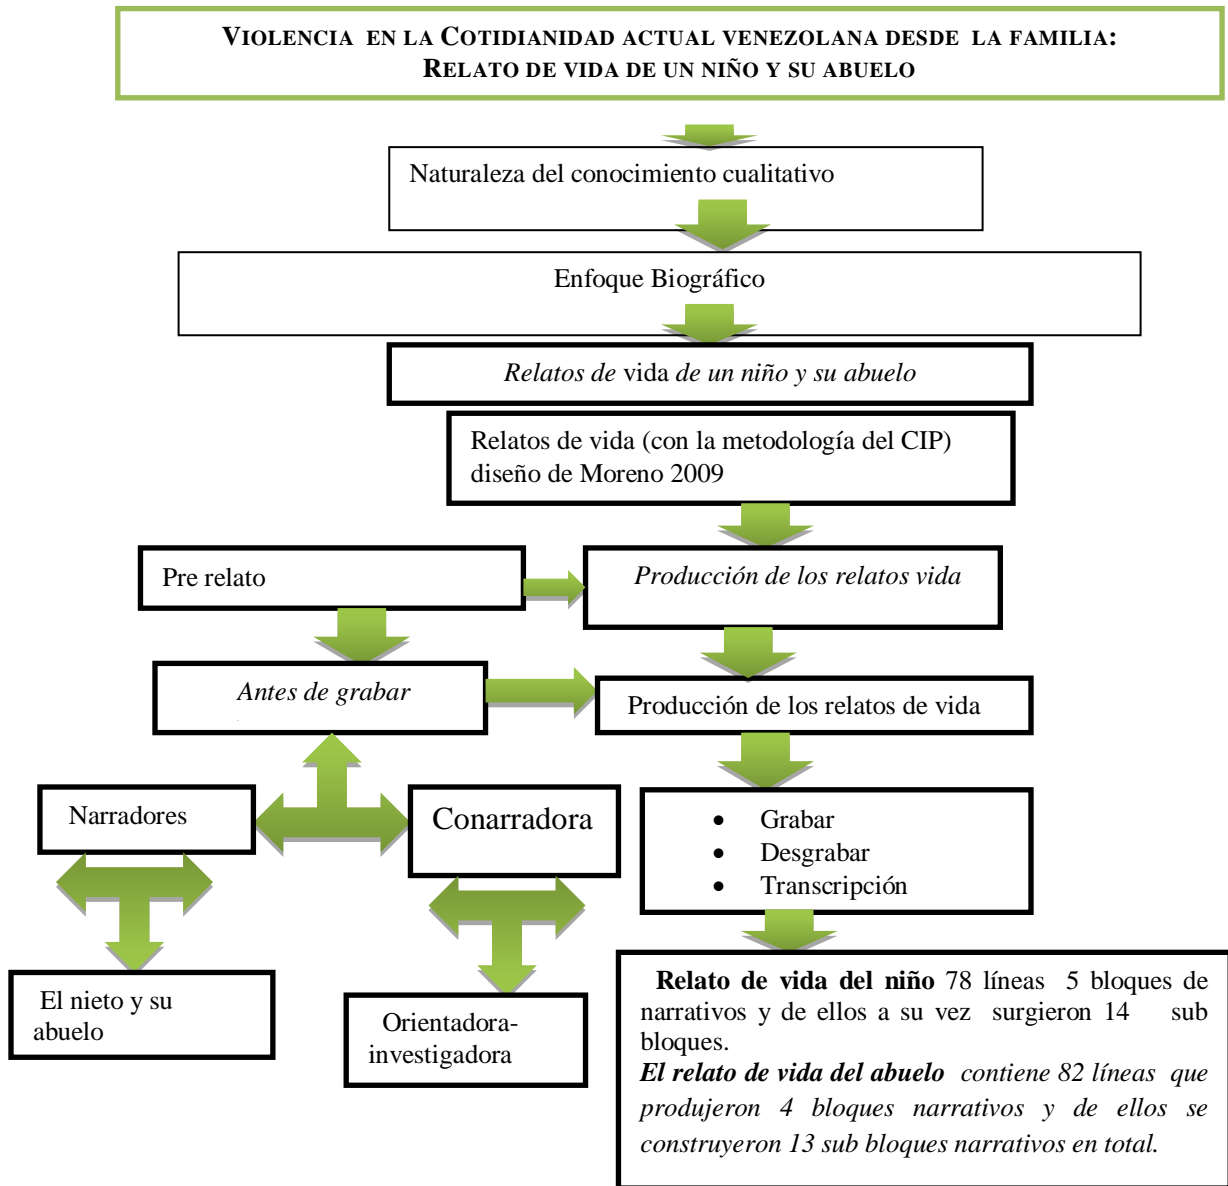 VIOLENCIA EN LA COTIDIANIDAD ACTUAL VENEZOLANA DESDE LA FAMILIA:
RELATO DE VIDA DE UN NIÑO Y SU ABUELO
Naturaleza del conocimiento cualitativo
Enfoque Biográfico
Relatos de vida de un niño y su abuelo
Relatos de vida (con la metodología del CIP)
diseño de Moreno 2009
Pre relato
Producción de los relatos vida
Antes de grabar
Producción de los relatos de vida
Narradores
Conarradora
• Grabar
• Desgrabar
• Transcripción
El nieto y su
abuelo
Orientadora-
investigadora
Relato de vida del niño 78 líneas 5 bloques de
narrativos y de ellos a su vez surgieron 14 sub
bloques.
El relato de vida del abuelo contiene 82 líneas que
produjeron 4 bloques narrativos y de ellos se
construyeron 13 sub bloques narrativos en total.